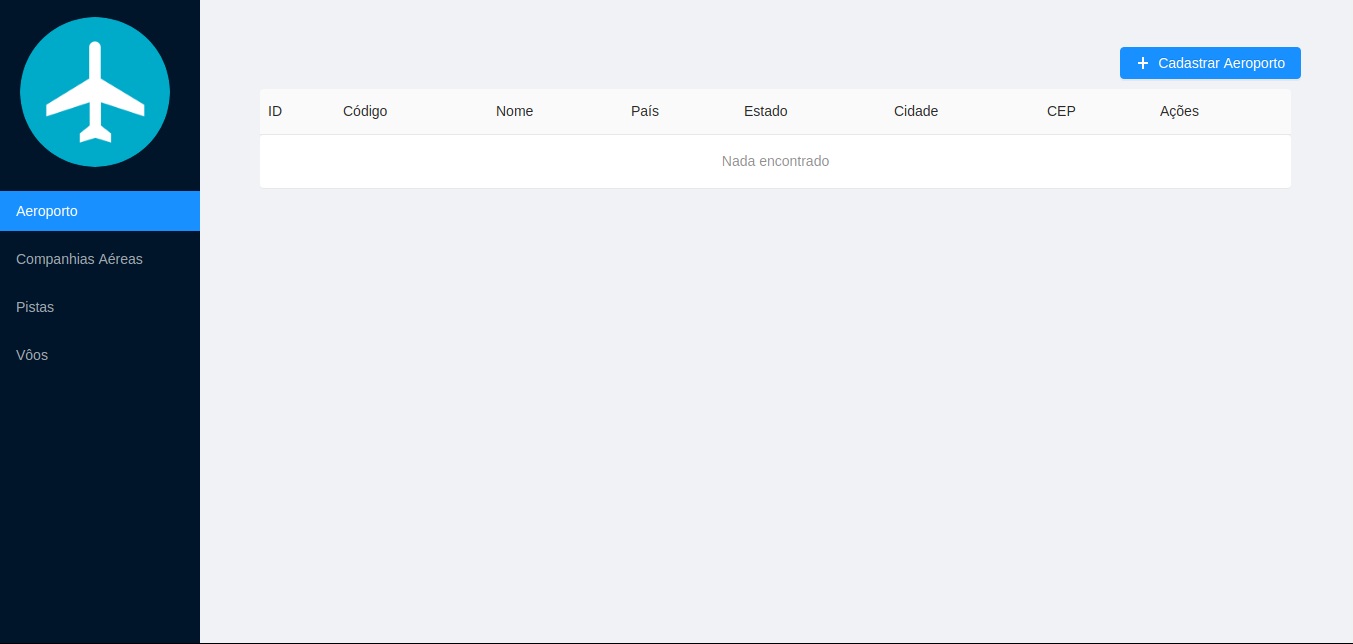 Cadastrar Aeroporto
ID Código Nome País Estado Cidade CEP Ações
Nada encontrado
Aeroporto
Companhias Aéreas
Pistas
Vôos